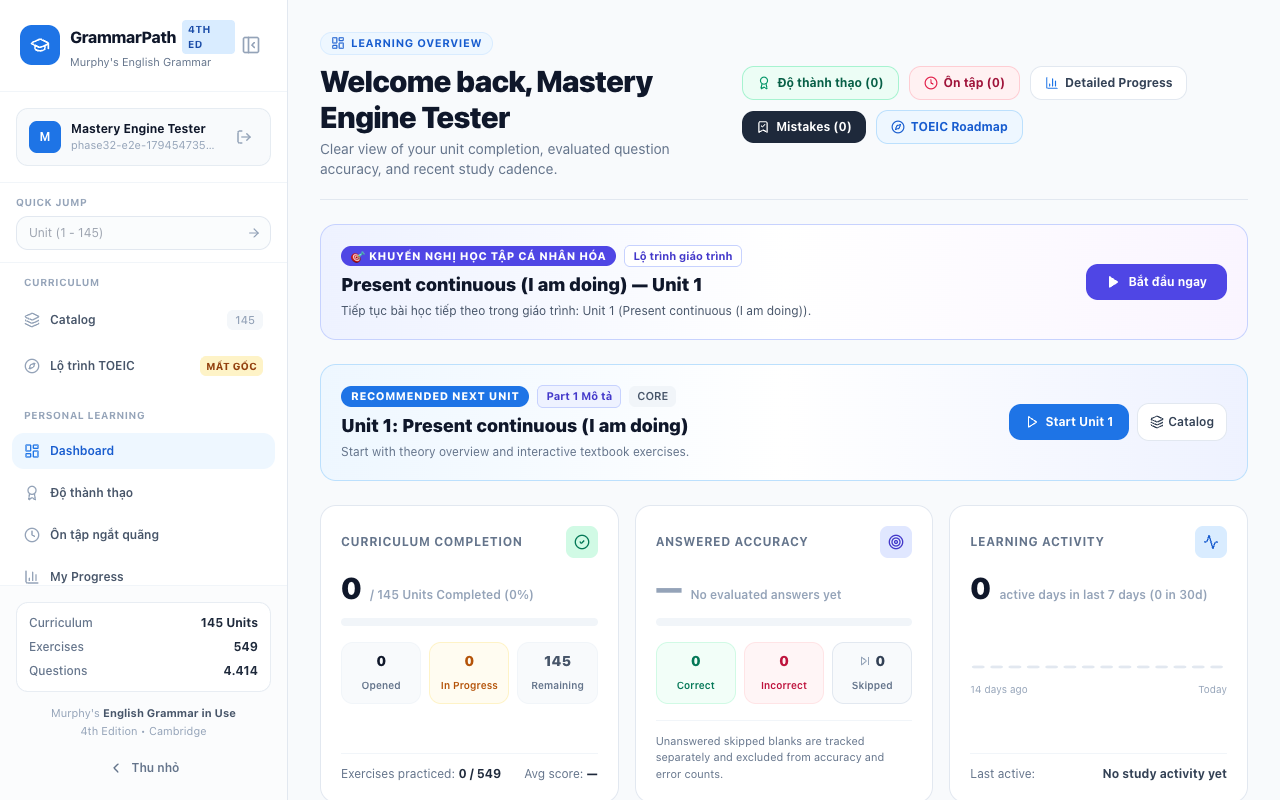 GrammarPath
4TH ED
Murphy's English Grammar
M
Mastery Engine Tester
phase32-e2e-179454735...
QUICK JUMP
Unit (1 - 145)
CURRICULUM
Catalog 145
Lộ trình TOEIC MẤT GỐC
PERSONAL LEARNING
Dashboard
Độ thành thạo
Ôn tập ngắt quãng
My Progress
Curriculum 145 Units
Exercises 549
Questions 4.414
Murphy's English Grammar in Use
4th Edition • Cambridge
Thu nhỏ
LEARNING OVERVIEW
Welcome back, Mastery
Engine Tester
Clear view of your unit completion, evaluated question
accuracy, and recent study cadence.
Độ thành thạo (0) Ôn tập (0) Detailed Progress
Mistakes (0) TOEIC Roadmap
🎯 KHUYẾN NGHỊ HỌC TẬP CÁ NHÂN HÓA Lộ trình giáo trình
Present continuous (I am doing) — Unit 1
Tiếp tục bài học tiếp theo trong giáo trình: Unit 1 (Present continuous (I am doing)).
Bắt đầu ngay
RECOMMENDED NEXT UNIT Part 1 Mô tả CORE
Unit 1: Present continuous (I am doing)
Start with theory overview and interactive textbook exercises.
Start Unit 1 Catalog
CURRICULUM COMPLETION
0 / 145 Units Completed (0%)
0 0 145
Opened In Progress Remaining
Exercises practiced: 0 / 549 Avg score: —
ANSWERED ACCURACY
— No evaluated answers yet
0 0 0
Correct Incorrect Skipped
Unanswered skipped blanks are tracked
separately and excluded from accuracy and
error counts.
LEARNING ACTIVITY
0 active days in last 7 days (0 in 30d)
14 days ago Today
Last active: No study activity yet